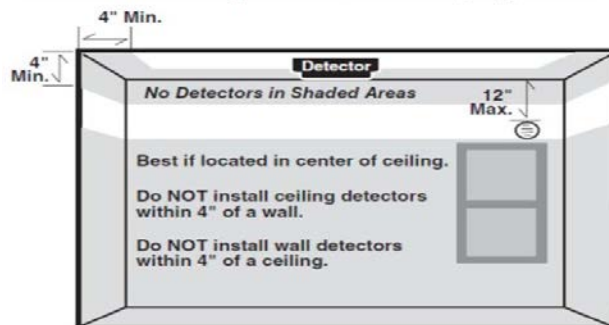 4" Min.
4"
Min.
Detector
No Detectors in Shaded Areas
12"
Max.
Best if located in center of ceiling.
Do NOT install ceiling detectors
within 4" of a wall.
Do NOT install wall detectors
within 4" of a ceiling.